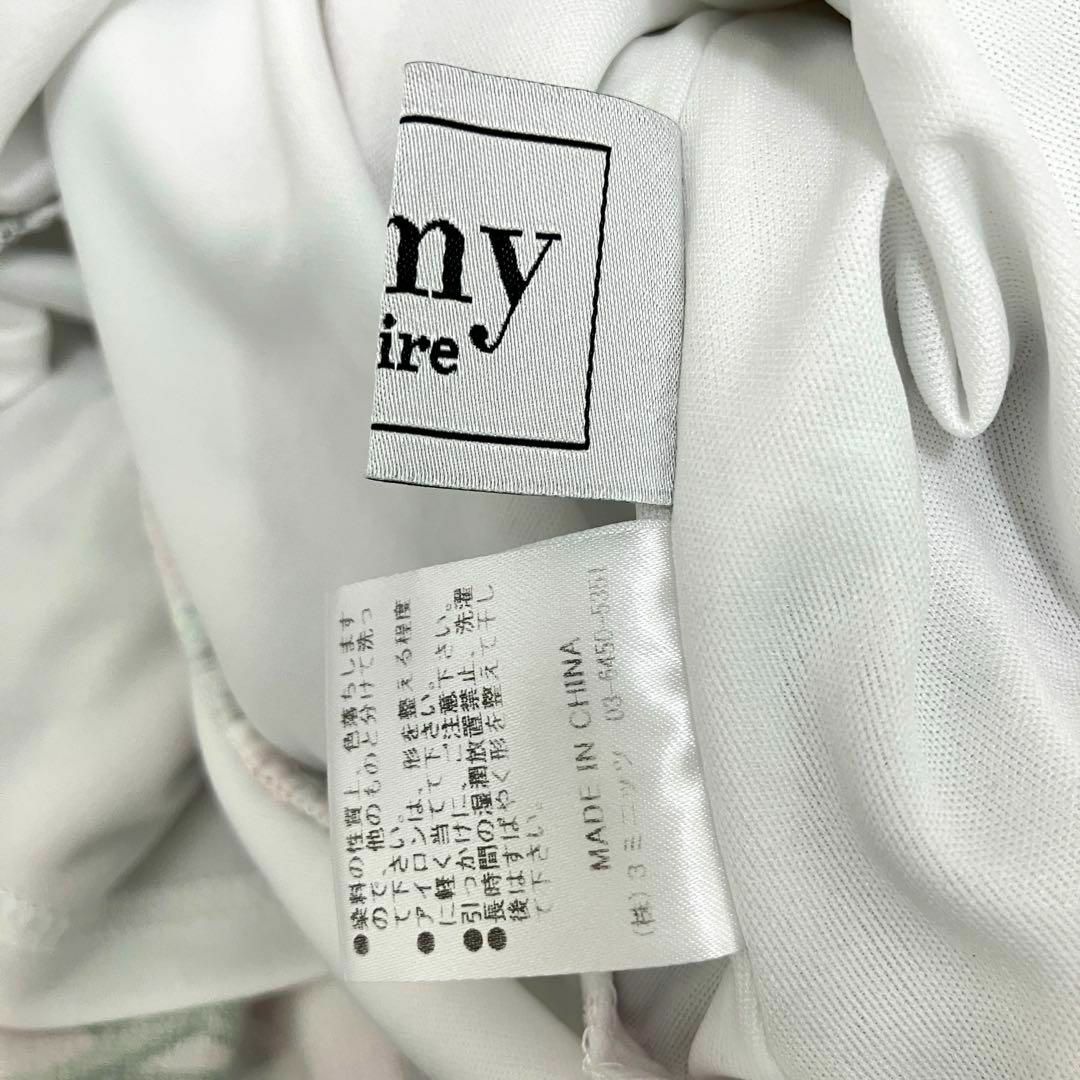 my
ire
●染料の性質上、色落ちします
ので、他のものと分けて洗っ
て下さい。
●アイロンは、形を整える程度
に軽く当てて下さい。
●引っかけに、ご注意下さい。
●長時間の湿潤放置禁止、洗濯
後はすばやく形を整えて干し
て下さい。
MADE IN CHINA
(株)3ミニッツ 03-6450-5351